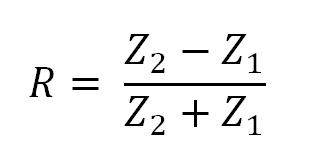 R = (Z₂ − Z₁) / (Z₂ + Z₁)